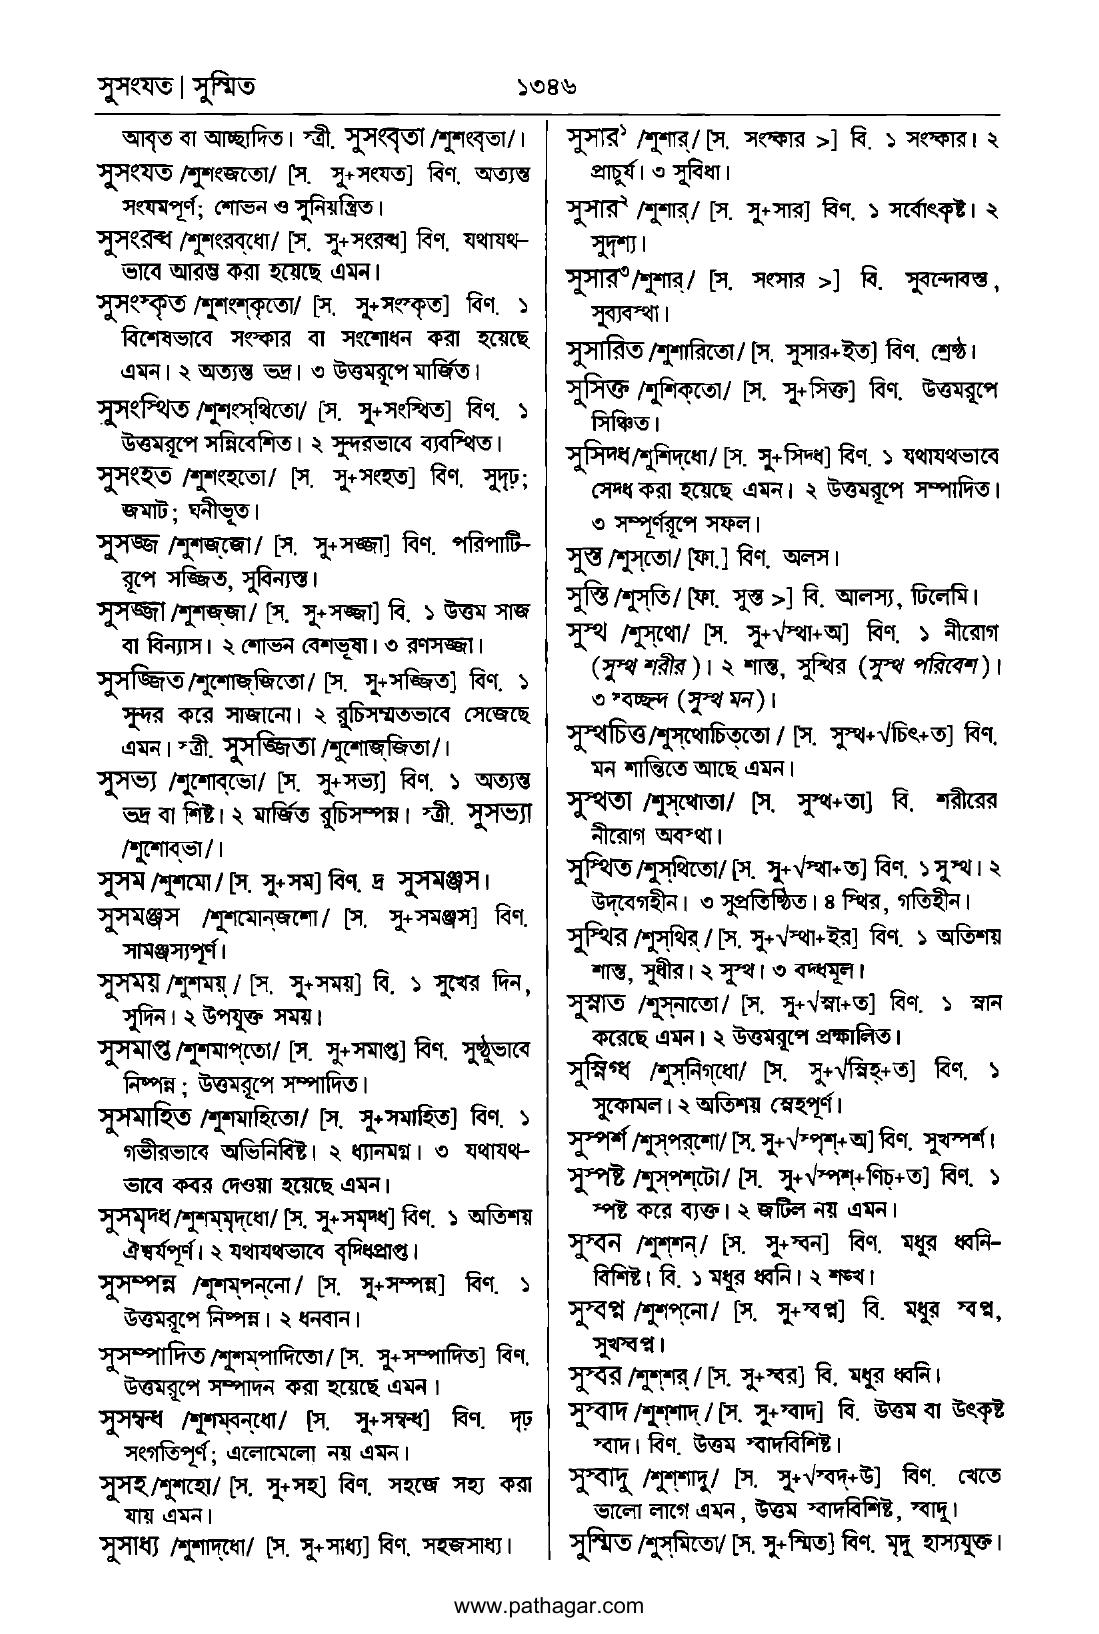 সুসংযত | সুস্মিত
১৩৪৬
আবৃত বা আচ্ছাদিত। স্ত্রী. সুসংবৃতা /শুশংবৃতা/।
সুসংযত /শুশংজতো/ [স. সু+সংযত] বিণ. অত্যন্ত
সংযমপূর্ণ; শোভন ও সুনিয়ন্ত্রিত।
সুসংরব্ধ /শুশংরব্‌ধো/ [স. সু+সংরব্ধ] বিণ. যথাযথ–
ভাবে আরম্ভ করা হয়েছে এমন।
সুসংস্কৃত /শুশংশ্‌কৃতো/ [স. সু+সংস্কৃত] বিণ. ১
বিশেষভাবে সংস্কার বা সংশোধন করা হয়েছে
এমন। ২ অত্যন্ত ভদ্র। ৩ উত্তমরূপে মার্জিত।
সুসংস্থিত /শুশংস্‌থিতো/ [স. সু+সংস্থিত] বিণ. ১
উত্তমরূপে সন্নিবেশিত। ২ সুন্দরভাবে ব্যবস্থিত।
সুসংহত /শুশংহতো/ [স. সু+সংহত] বিণ. সুদৃঢ়;
জমাট; ঘনীভূত।
সুসজ্জ /শুশজ্‌জো/ [স. সু+সজ্জা] বিণ. পরিপাটি–
রূপে সজ্জিত, সুবিন্যস্ত।
সুসজ্জা /শুশজ্‌জা/ [স. সু+সজ্জা] বি. ১ উত্তম সাজ
বা বিন্যাস। ২ শোভন বেশভূষা। ৩ রণসজ্জা।
সুসজ্জিত /শুশোজ্‌জিতো/ [স. সু+সজ্জিত] বিণ. ১
সুন্দর করে সাজানো। ২ রুচিসম্মতভাবে সেজেছে
এমন। স্ত্রী. সুসজ্জিতা /শুশোজ্‌জিতা/।
সুসভ্য /শুশোব্‌ভো/ [স. সু+সভ্য] বিণ. ১ অত্যন্ত
ভদ্র বা শিষ্ট। ২ মার্জিত রুচিসম্পন্ন। স্ত্রী. সুসভ্যা
/শুশোব্‌ভা/।
সুসম /শুশমো/ [স. সু+সম] বিণ. দ্র সুসমঞ্জস।
সুসমঞ্জস /শুশমোন্‌জশো/ [স. সু+সমঞ্জস] বিণ.
সামঞ্জস্যপূর্ণ।
সুসময় /শুশময়্/ [স. সু+সময়] বি. ১ সুখের দিন,
সুদিন। ২ উপযুক্ত সময়।
সুসমাপ্ত /শুশমাপ্‌তো/ [স. সু+সমাপ্ত] বিণ. সুষ্ঠুভাবে
নিষ্পন্ন; উত্তমরূপে সম্পাদিত।
সুসমাহিত /শুশমাহিতো/ [স. সু+সমাহিত] বিণ. ১
গভীরভাবে অভিনিবিষ্ট। ২ ধ্যানমগ্ন। ৩ যথাযথ–
ভাবে কবর দেওয়া হয়েছে এমন।
সুসমৃদ্ধ /শুশম্‌মৃদ্‌ধো/ [স. সু+সমৃদ্ধ] বিণ. ১ অতিশয়
ঐশ্বর্যপূর্ণ। ২ যথাযথভাবে বৃদ্ধিপ্রাপ্ত।
সুসম্পন্ন /শুশম্‌পন্‌নো/ [স. সু+সম্পন্ন] বিণ. ১
উত্তমরূপে নিষ্পন্ন। ২ ধনবান।
সুসম্পাদিত /শুশম্‌পাদিতো/ [স. সু+সম্পাদিত] বিণ.
উত্তমরূপে সম্পাদন করা হয়েছে এমন।
সুসম্বন্ধ /শুশম্‌বন্‌ধো/ [স. সু+সম্বন্ধ] বিণ. দৃঢ়
সংগতিপূর্ণ; এলোমেলো নয় এমন।
সুসহ /শুশহো/ [স. সু+সহ] বিণ. সহজে সহ্য করা
যায় এমন।
সুসাধ্য /শুশাদ্‌ধো/ [স. সু+সাধ্য] বিণ. সহজসাধ্য।
সুসার১ /শুশার্/ [স. সংস্কার >] বি. ১ সংস্কার। ২
প্রাচুর্য। ৩ সুবিধা।
সুসার২ /শুশার্/ [স. সু+সার] বিণ. ১ সর্বোৎকৃষ্ট। ২
সুদৃশ্য।
সুসার৩ /শুশার্/ [স. সংসার >] বি. সুবন্দোবস্ত,
সুব্যবস্থা।
সুসারিত /শুশারিতো/ [স. সুসার+ইত] বিণ. শ্রেষ্ঠ।
সুসিক্ত /শুশিক্‌তো/ [স. সু+সিক্ত] বিণ. উত্তমরূপে
সিঞ্চিত।
সুসিদ্ধ /শুশিদ্‌ধো/ [স. সু+সিদ্ধ] বিণ. ১ যথাযথভাবে
সেদ্ধ করা হয়েছে এমন। ২ উত্তমরূপে সম্পাদিত।
৩ সম্পূর্ণরূপে সফল।
সুস্ত /শুস্‌তো/ [ফা.] বিণ. অলস।
সুস্তি /শুস্‌তি/ [ফা. সুস্ত >] বি. আলস্য, ঢিলেমি।
সুস্থ /শুস্‌থো/ [স. সু+√স্থা+অ] বিণ. ১ নীরোগ
(সুস্থ শরীর)। ২ শান্ত, সুস্থির (সুস্থ পরিবেশ)।
৩ স্বচ্ছন্দ (সুস্থ মন)।
সুস্থচিত্ত /শুস্‌থোচিত্‌তো/ [স. সুস্থ+√চিৎ+ত] বিণ.
মন শান্তিতে আছে এমন।
সুস্থতা /শুস্‌থোতা/ [স. সুস্থ+তা] বি. শরীরের
নীরোগ অবস্থা।
সুস্থিত /শুস্‌থিতো/ [স. সু+√স্থা+ত] বিণ. ১ সুস্থ। ২
উদ্‌বেগহীন। ৩ সুপ্রতিষ্ঠিত। ৪ স্থির, গতিহীন।
সুস্থির /শুস্‌থির্/ [স. সু+√স্থা+ইর] বিণ. ১ অতিশয়
শান্ত, সুধীর। ২ সুস্থ। ৩ বদ্ধমূল।
সুস্নাত /শুস্‌নাতো/ [স. সু+√স্না+ত] বিণ. ১ স্নান
করেছে এমন। ২ উত্তমরূপে প্রক্ষালিত।
সুস্নিগ্ধ /শুস্‌নিগ্‌ধো/ [স. সু+√স্নিহ্+ত] বিণ. ১
সুকোমল। ২ অতিশয় স্নেহপূর্ণ।
সুস্পর্শ /শুস্‌পর্‌শো/ [স. সু+√স্পৃশ্+অ] বিণ. সুখস্পর্শ।
সুস্পষ্ট /শুস্‌পশ্‌টো/ [স. সু+√স্পশ্+ণিচ্+ত] বিণ. ১
স্পষ্ট করে ব্যক্ত। ২ জটিল নয় এমন।
সুস্বন /শুশ্‌শন্/ [স. সু+স্বন] বিণ. মধুর ধ্বনি–
বিশিষ্ট। বি. ১ মধুর ধ্বনি। ২ শঙ্খ।
সুস্বপ্ন /শুশপ্‌নো/ [স. সু+স্বপ্ন] বি. মধুর স্বপ্ন,
সুখস্বপ্ন।
সুস্বর /শুশ্‌শর্/ [স. সু+স্বর] বি. মধুর ধ্বনি।
সুস্বাদ /শুশ্‌শাদ্/ [স. সু+স্বাদ] বি. উত্তম বা উৎকৃষ্ট
স্বাদ। বিণ. উত্তম স্বাদবিশিষ্ট।
সুস্বাদু /শুশ্‌শাদু/ [স. সু+√স্বদ্+উ] বিণ. খেতে
ভালো লাগে এমন, উত্তম স্বাদবিশিষ্ট, স্বাদু।
সুস্মিত /শুস্‌মিতো/ [স. সু+স্মিত] বিণ. মৃদু হাস্যযুক্ত।
www.pathagar.com